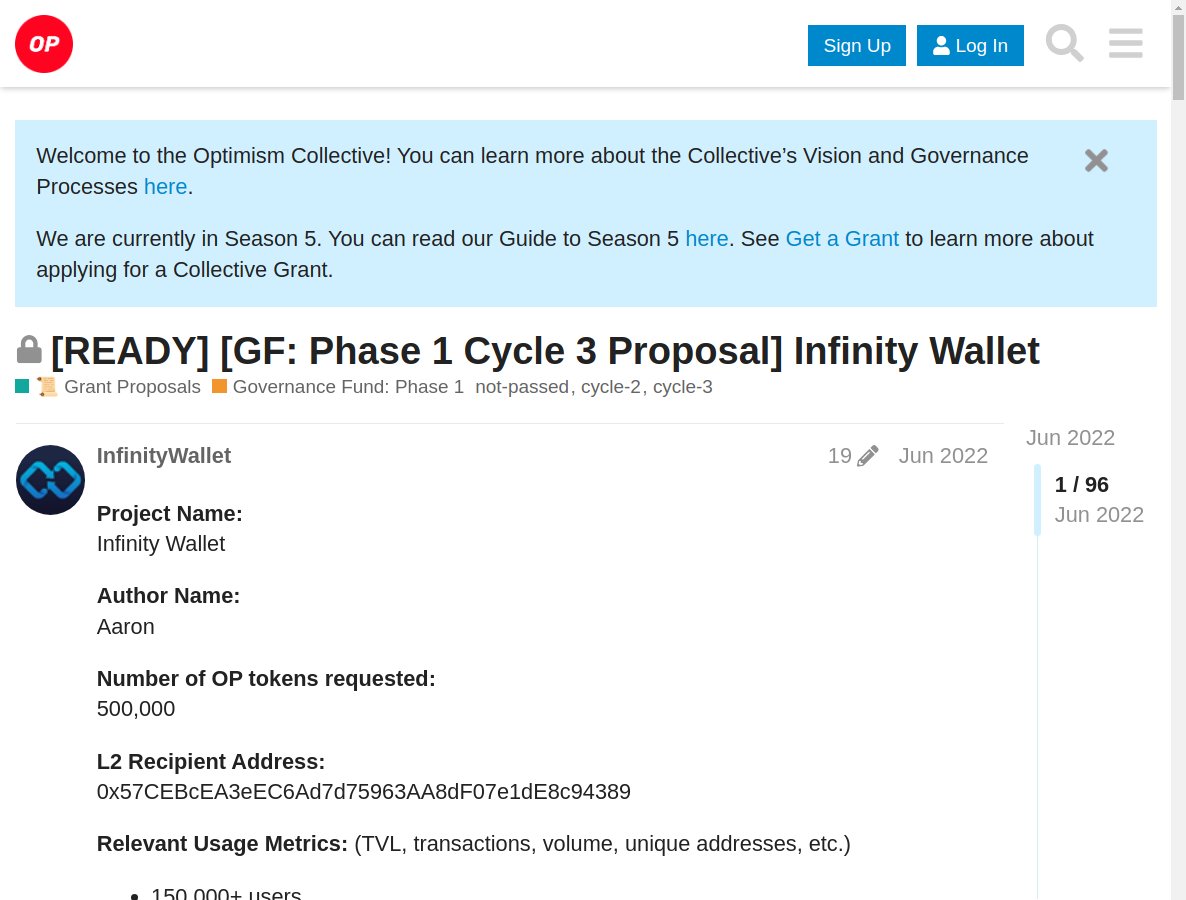 OP
Sign Up
Log In
Welcome to the Optimism Collective! You can learn more about the Collective’s Vision and Governance
Processes here.
We are currently in Season 5. You can read our Guide to Season 5 here. See Get a Grant to learn more about
applying for a Collective Grant.
[READY] [GF: Phase 1 Cycle 3 Proposal] Infinity Wallet
Grant Proposals Governance Fund: Phase 1 not-passed, cycle-2, cycle-3
InfinityWallet
19 Jun 2022
Jun 2022
1 / 96
Jun 2022
Project Name:
Infinity Wallet
Author Name:
Aaron
Number of OP tokens requested:
500,000
L2 Recipient Address:
0x57CEBcEA3eEC6Ad7d75963AA8dF07e1dE8c94389
Relevant Usage Metrics: (TVL, transactions, volume, unique addresses, etc.)
150,000+ users